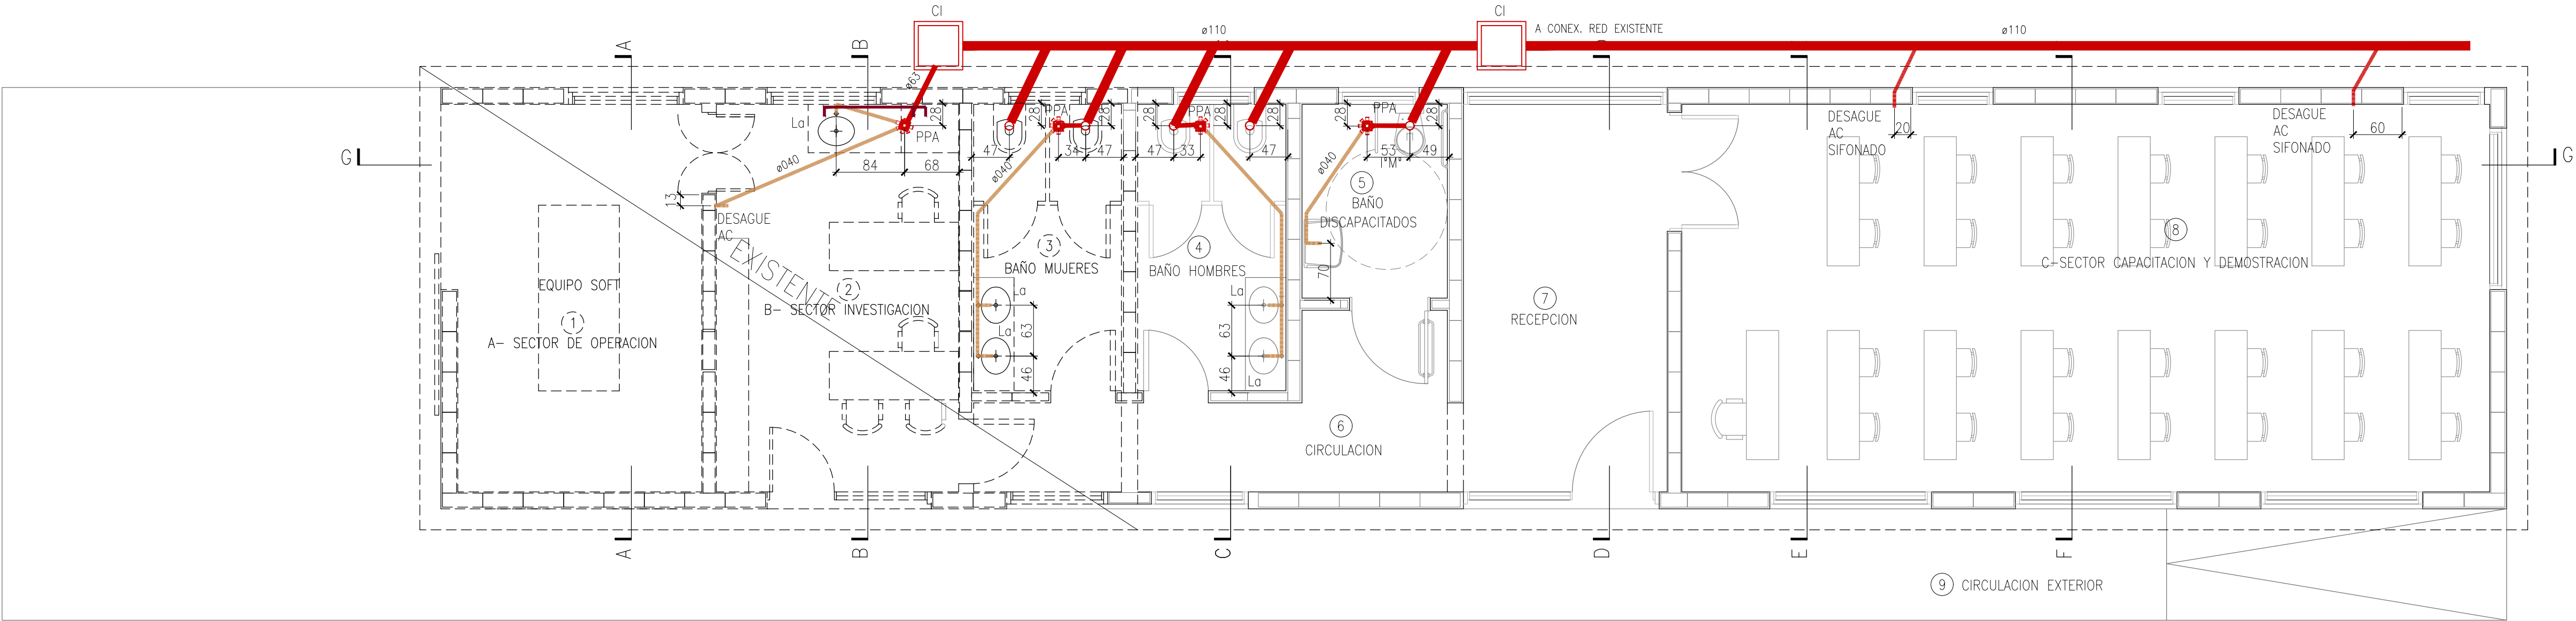 CI
CI
A CONEX. RED EXISTENTE
ø110
ø110
A
B
D
ø63
La
PPA
28
28
PPA
28
28
PPA
28
28
28
PPA
28
DESAGUE
AC
SIFONADO
20
DESAGUE
AC
SIFONADO
60
G
G
ø040
84
68
47
34
47
47
33
47
53
49
I°M°
ø040
ø040
13
DESAGUE
AC
EXISTENTE
5
BAÑO
DISCAPACITADOS
3
BAÑO MUJERES
4
BAÑO HOMBRES
70
8
C-SECTOR CAPACITACION Y DEMOSTRACION
EQUIPO SOFT
1
A- SECTOR DE OPERACION
2
B- SECTOR INVESTIGACION
La
La
63
46
La
La
63
46
7
RECEPCION
6
CIRCULACION
A
B
C
D
E
F
9 CIRCULACION EXTERIOR